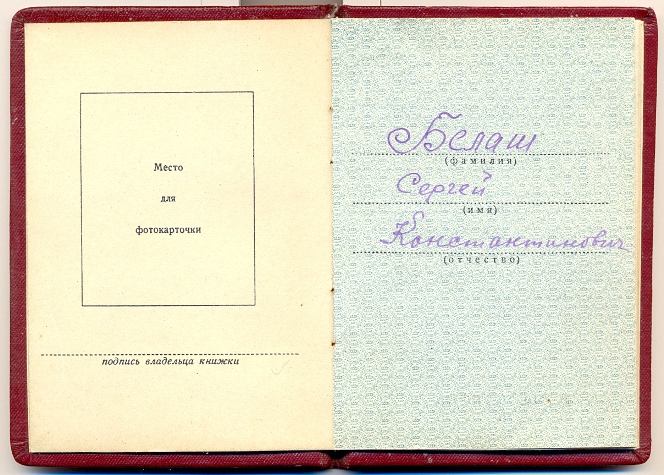 Место
для
фотокарточки
подпись владельца книжки
Белаш
(фамилия)
Сергей
(имя)
Константинович
(отчество)